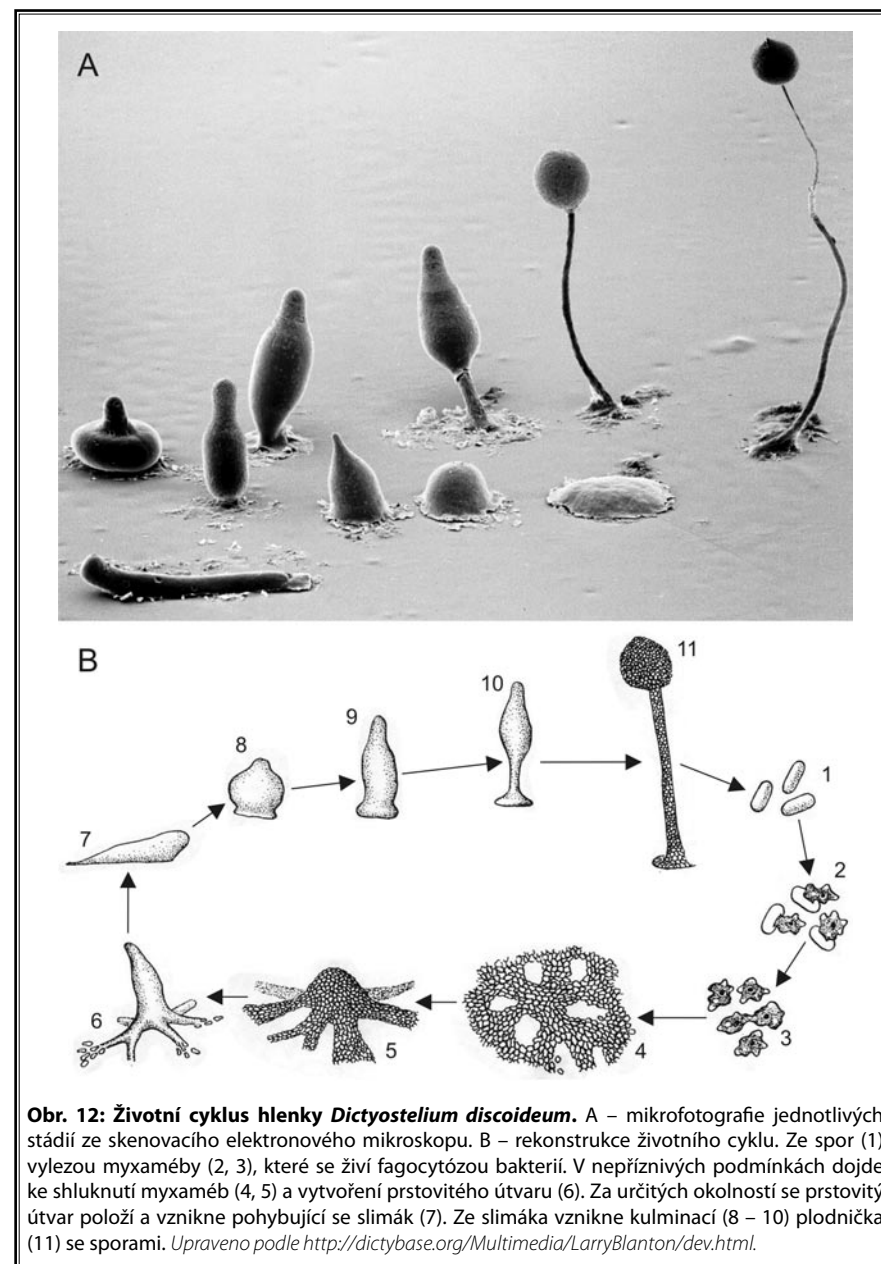 A
B
11
10
9
8
1
7
2
6
5
4
3
Obr. 12: Životní cyklus hlenky Dictyostelium discoideum. A – mikrofotografie jednotlivých
stádií ze skenovacího elektronového mikroskopu. B – rekonstrukce životního cyklu. Ze spor (1)
vylezou myxaméby (2, 3), které se živí fagocytózou bakterií. V nepříznivých podmínkách dojde
ke shluknutí myxaméb (4, 5) a vytvoření prstovitého útvaru (6). Za určitých okolností se prstovitý
útvar položí a vznikne pohybující se slimák (7). Ze slimáka vznikne kulminací (8 – 10) plodnička
(11) se sporami. Upraveno podle http://dictybase.org/Multimedia/LarryBlanton/dev.html.